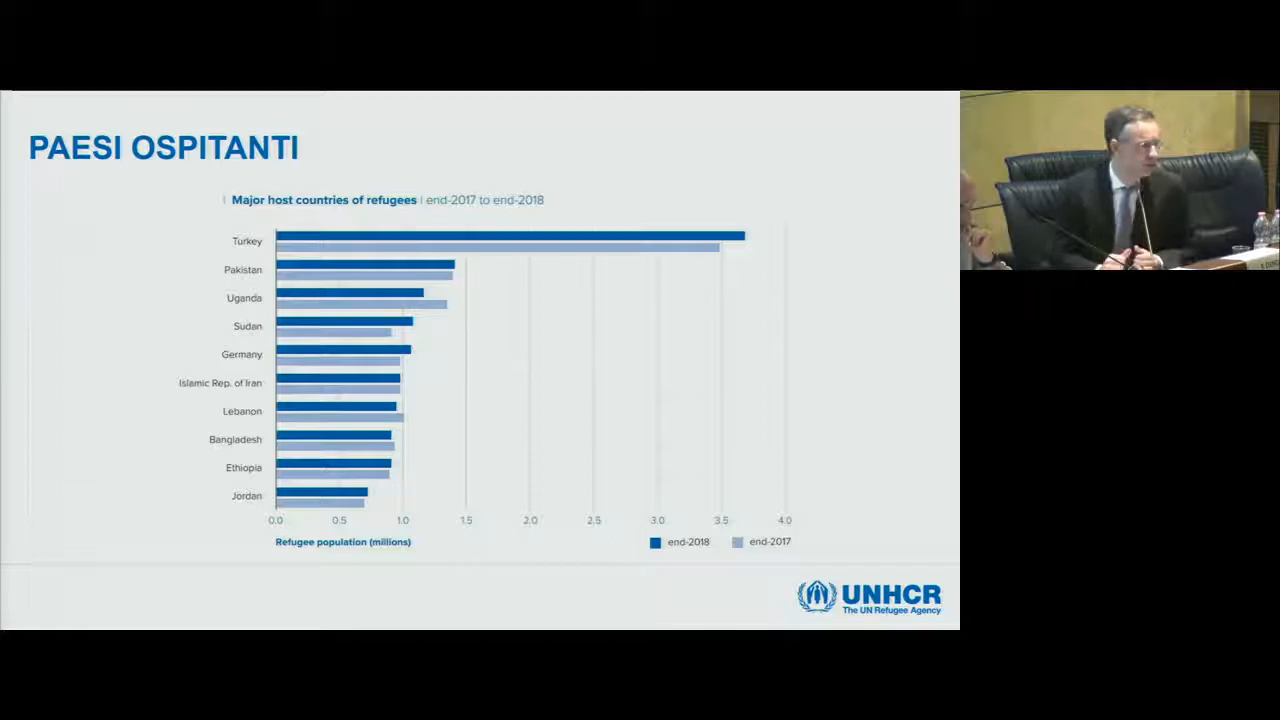 PAESI OSPITANTI
Major host countries of refugees | end-2017 to end-2018
Turkey
Pakistan
Uganda
Sudan
Germany
Islamic Rep. of Iran
Lebanon
Bangladesh
Ethiopia
Jordan
0.0 0.5 1.0 1.5 2.0 2.5 3.0 3.5 4.0
Refugee population (millions)
end-2018 end-2017
UNHCR
The UN Refugee Agency